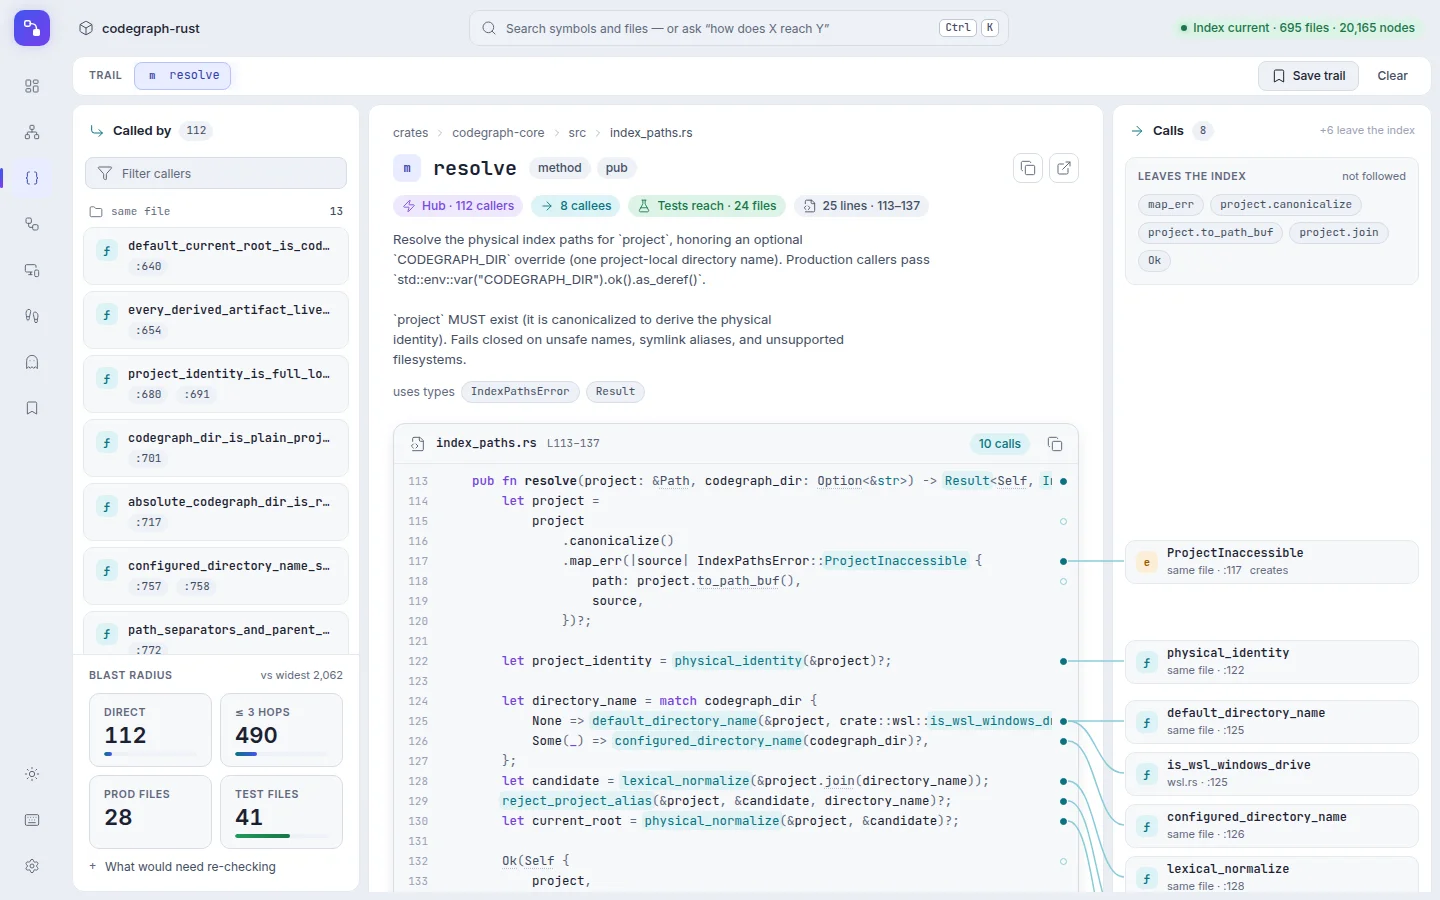 codegraph-rust
Search symbols and files — or ask “how does X reach Y”
Ctrl K
Index current · 695 files · 20,165 nodes
TRAIL
m resolve
Save trail
Clear
Called by 112
Filter callers
same file 13
default_current_root_is_cod…
:640
every_derived_artifact_live…
:654
project_identity_is_full_lo…
:680 :691
codegraph_dir_is_plain_proj…
:701
absolute_codegraph_dir_is_r…
:717
configured_directory_name_s…
:757 :758
path_separators_and_parent_…
:772
BLAST RADIUS vs widest 2,062
DIRECT
112
≤ 3 HOPS
490
PROD FILES
28
TEST FILES
41
+ What would need re-checking
crates > codegraph-core > src > index_paths.rs
m resolve method pub
Hub · 112 callers
8 callees
Tests reach · 24 files
25 lines · 113–137
Resolve the physical index paths for `project`, honoring an optional
`CODEGRAPH_DIR` override (one project-local directory name). Production callers pass
`std::env::var("CODEGRAPH_DIR").ok().as_deref()`.
`project` MUST exist (it is canonicalized to derive the physical
identity). Fails closed on unsafe names, symlink aliases, and unsupported
filesystems.
uses types IndexPathsError Result
index_paths.rs L113–137 10 calls
113 pub fn resolve(project: &Path, codegraph_dir: Option<&str>) -> Result<Self, I
114 let project =
115 project
116 .canonicalize()
117 .map_err(|source| IndexPathsError::ProjectInaccessible {
118 path: project.to_path_buf(),
119 source,
120 })?;
121
122 let project_identity = physical_identity(&project)?;
123
124 let directory_name = match codegraph_dir {
125 None => default_directory_name(&project, crate::wsl::is_wsl_windows_d
126 Some(_) => configured_directory_name(codegraph_dir)?,
127 };
128 let candidate = lexical_normalize(&project.join(directory_name));
129 reject_project_alias(&project, &candidate, directory_name)?;
130 let current_root = physical_normalize(&project, &candidate)?;
131
132 Ok(Self {
133 project,
Calls 8 +6 leave the index
LEAVES THE INDEX not followed
map_err project.canonicalize
project.to_path_buf project.join
Ok
e ProjectInaccessible
same file · :117 creates
physical_identity
same file · :122
default_directory_name
same file · :125
is_wsl_windows_drive
wsl.rs · :125
configured_directory_name
same file · :126
lexical_normalize
same file · :128